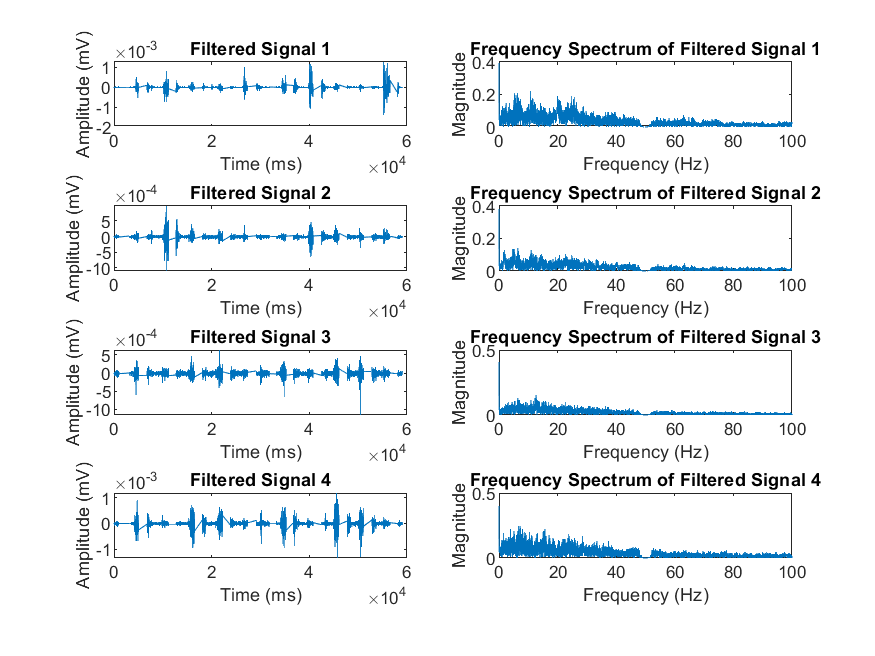 Filtered Signal 1
×10-3
Amplitude (mV)
1
0
-1
-2
0 2 4 6
Time (ms)
×104
Frequency Spectrum of Filtered Signal 1
Magnitude
0.4
0.2
0
0 20 40 60 80 100
Frequency (Hz)
Filtered Signal 2
×10-4
Amplitude (mV)
5
0
-5
-10
0 2 4 6
Time (ms)
×104
Frequency Spectrum of Filtered Signal 2
Magnitude
0.4
0.2
0
0 20 40 60 80 100
Frequency (Hz)
Filtered Signal 3
×10-4
Amplitude (mV)
5
0
-5
-10
0 2 4 6
Time (ms)
×104
Frequency Spectrum of Filtered Signal 3
Magnitude
0.5
0
0 20 40 60 80 100
Frequency (Hz)
Filtered Signal 4
×10-3
Amplitude (mV)
1
0
-1
0 2 4 6
Time (ms)
×104
Frequency Spectrum of Filtered Signal 4
Magnitude
0.5
0
0 20 40 60 80 100
Frequency (Hz)